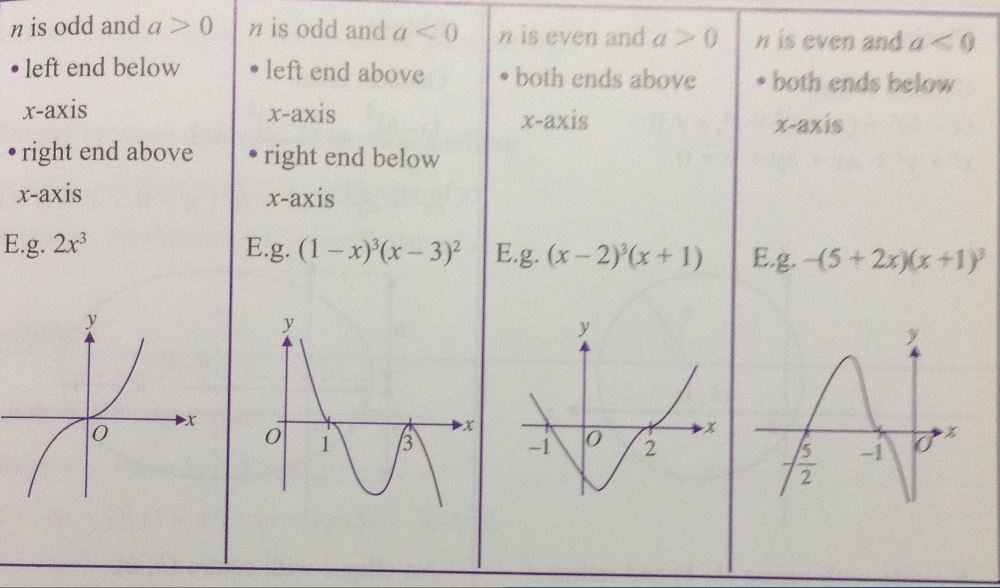 n is odd and a > 0
• left end below
x-axis
• right end above
x-axis
E.g. 2x³
y
x
O
n is odd and a < 0
• left end above
x-axis
• right end below
x-axis
E.g. (1 – x)³(x – 3)²
y
x
O
1
3
n is even and a > 0
• both ends above
x-axis
E.g. (x – 2)³(x + 1)
y
x
–1
O
2
n is even and a < 0
• both ends below
x-axis
E.g. –(5 + 2x)(x +1)³
y
x
–5/2
–1
O